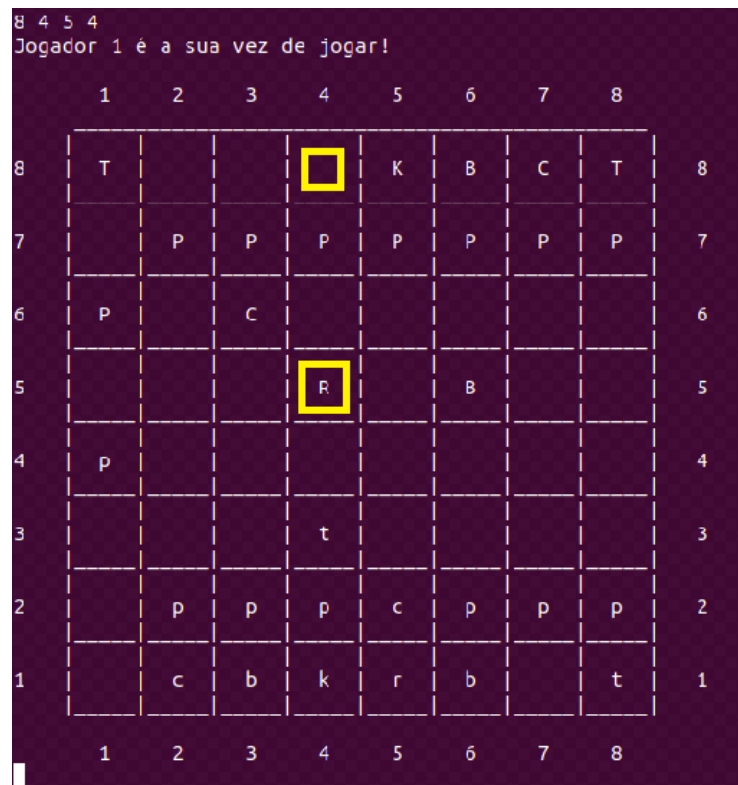 8 4 5 4
Jogador 1 é a sua vez de jogar!
1 2 3 4 5 6 7 8
8 T K B C T 8
7 P P P P P P P 7
6 P C 6
5 R B 5
4 p 4
3 t 3
2 p p p c p p p 2
1 c b k r b t 1
1 2 3 4 5 6 7 8